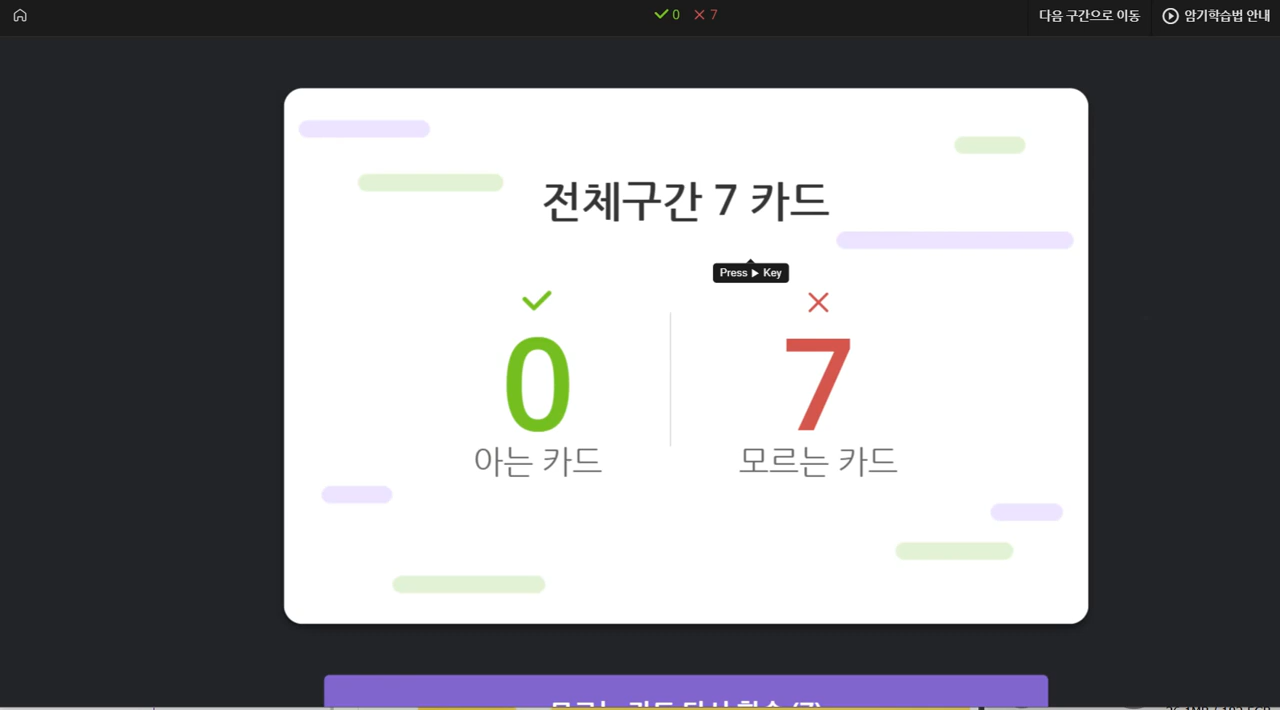 0 7 다음 구간으로 이동 암기학습법 안내
전체구간 7 카드
Press ▶ Key
0 7
아는 카드 모르는 카드